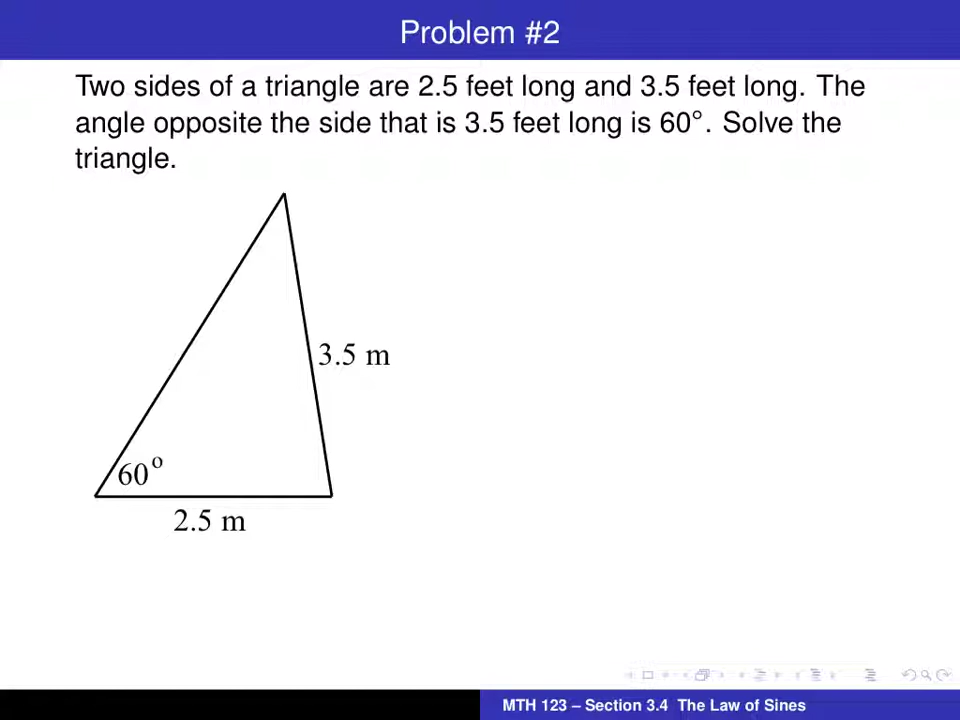 Problem #2
Two sides of a triangle are 2.5 feet long and 3.5 feet long. The
angle opposite the side that is 3.5 feet long is 60°. Solve the
triangle.
3.5 m
60°
2.5 m
MTH 123 – Section 3.4 The Law of Sines